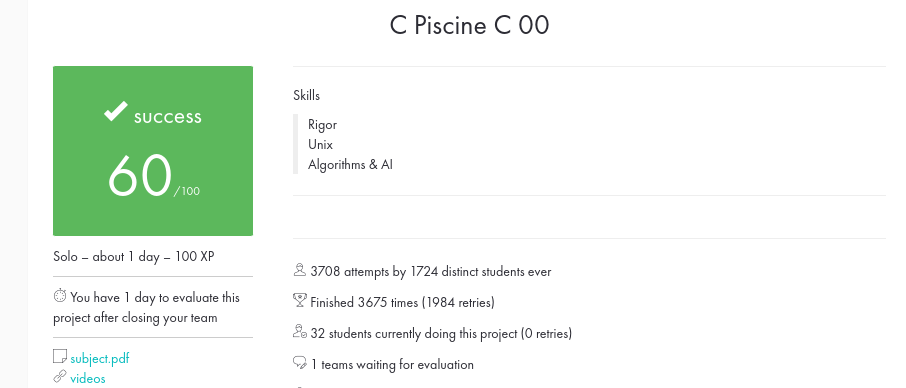 C Piscine C 00
success
60/100
Solo – about 1 day – 100 XP
You have 1 day to evaluate this
project after closing your team
subject.pdf
videos
Skills
Rigor
Unix
Algorithms & AI
3708 attempts by 1724 distinct students ever
Finished 3675 times (1984 retries)
32 students currently doing this project (0 retries)
1 teams waiting for evaluation